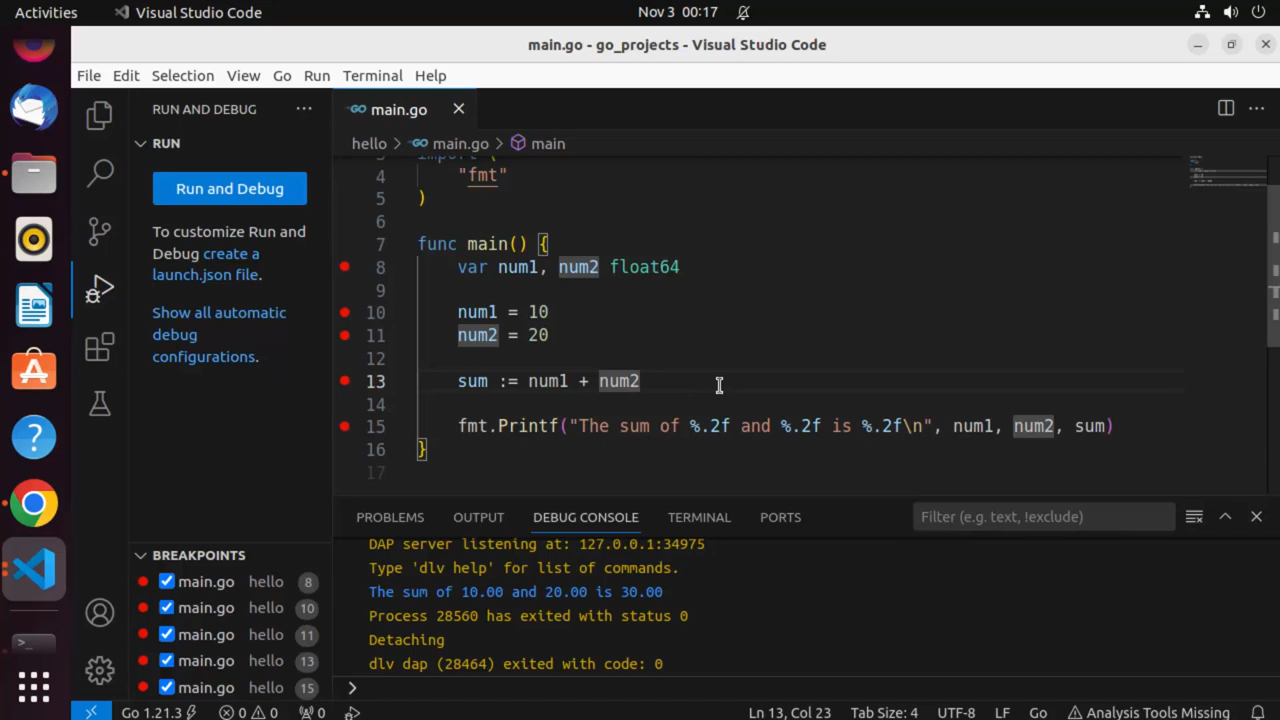 Activities
Visual Studio Code
Nov 3 00:17
main.go - go_projects - Visual Studio Code
File Edit Selection View Go Run Terminal Help
RUN AND DEBUG
RUN
Run and Debug
To customize Run and
Debug create a
launch.json file.
Show all automatic
debug
configurations.
BREAKPOINTS
main.go hello 8
main.go hello 10
main.go hello 11
main.go hello 13
main.go hello 15
GO main.go
hello > GO main.go > main
3 import (
4 "fmt"
5 )
6
7 func main() {
8 var num1, num2 float64
9
10 num1 = 10
11 num2 = 20
12
13 sum := num1 + num2
14
15 fmt.Printf("The sum of %.2f and %.2f is %.2f\n", num1, num2, sum)
16 }
17
PROBLEMS OUTPUT DEBUG CONSOLE TERMINAL PORTS
Filter (e.g. text, !exclude)
DAP server listening at: 127.0.0.1:34975
Type 'dlv help' for list of commands.
The sum of 10.00 and 20.00 is 30.00
Process 28560 has exited with status 0
Detaching
dlv dap (28464) exited with code: 0
Go 1.21.3 0 0 0 Ln 13, Col 23 Tab Size: 4 UTF-8 LF Go Analysis Tools Missing